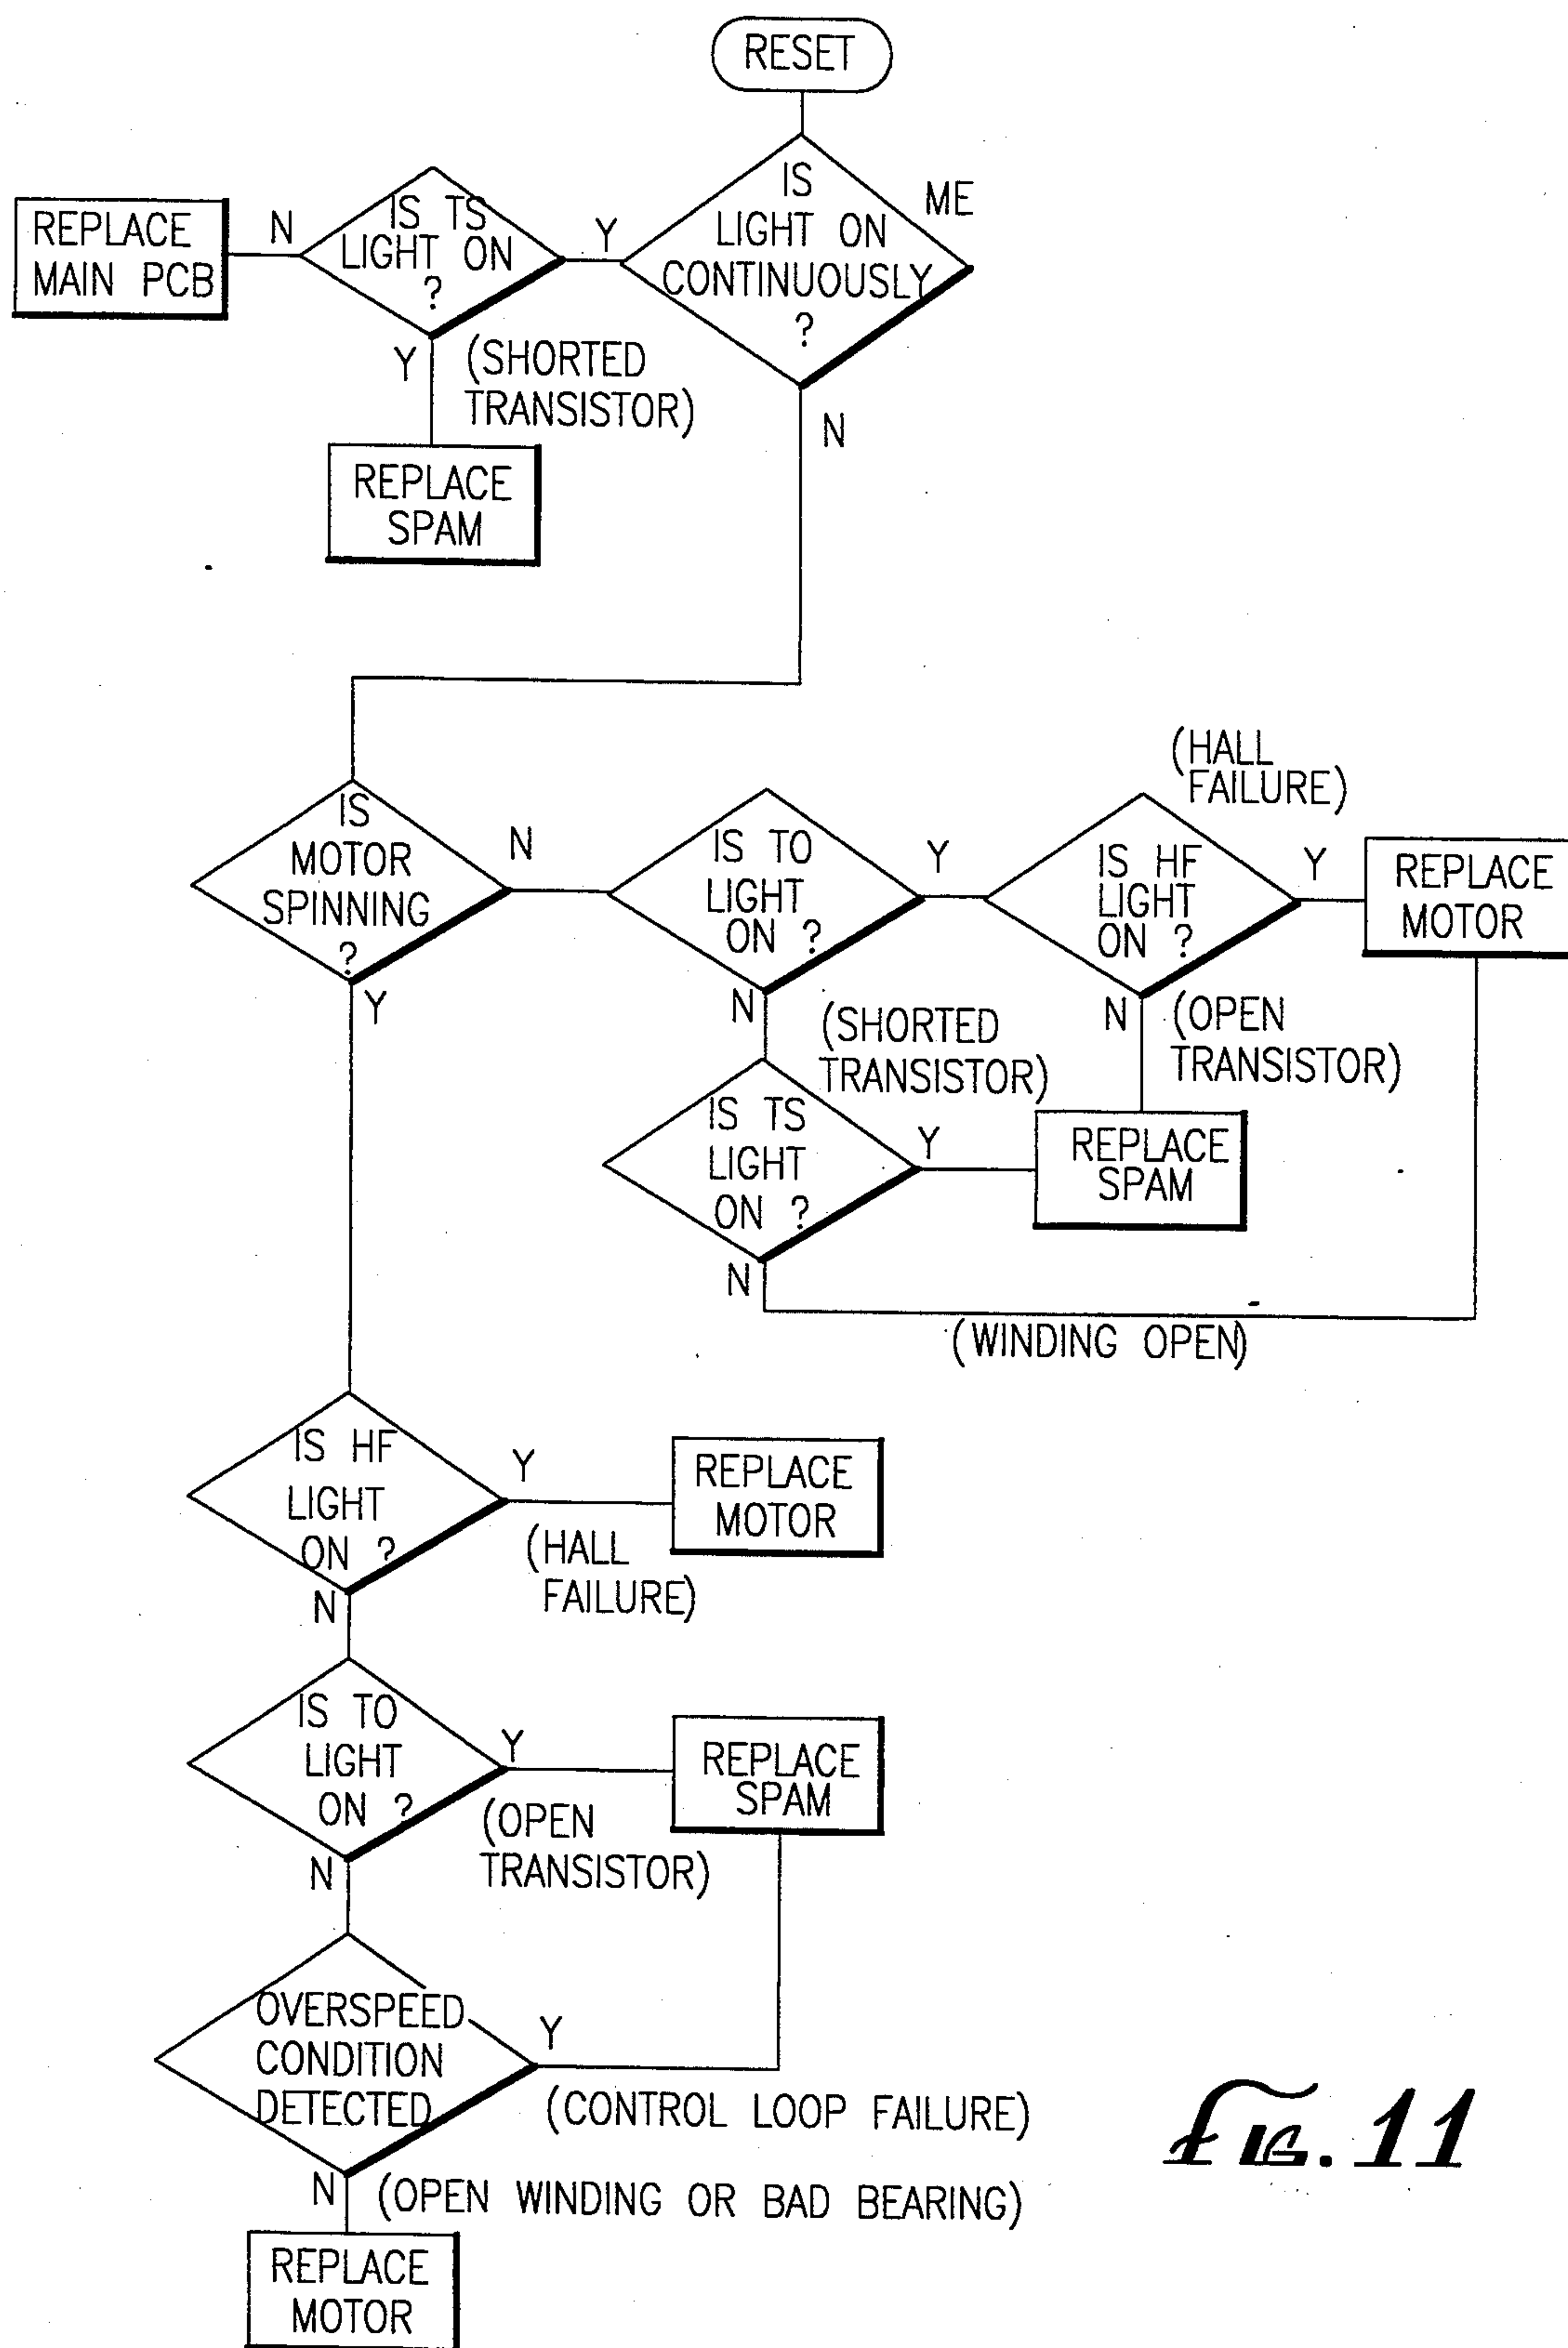 RESET
IS
LIGHT ON
CONTINUOUSLY
?
ME
Y
N
IS TS
LIGHT ON
?
N
REPLACE
MAIN PCB
Y
(SHORTED
TRANSISTOR)
REPLACE
SPAM
IS
MOTOR
SPINNING
?
N
Y
IS TO
LIGHT
ON ?
Y
N
(HALL
FAILURE)
IS HF
LIGHT
ON ?
Y
REPLACE
MOTOR
N
(OPEN
TRANSISTOR)
(SHORTED
TRANSISTOR)
IS TS
LIGHT
ON ?
Y
REPLACE
SPAM
N
(WINDING OPEN)
IS HF
LIGHT
ON ?
Y
REPLACE
MOTOR
(HALL
FAILURE)
N
IS TO
LIGHT
ON ?
Y
REPLACE
SPAM
(OPEN
TRANSISTOR)
N
OVERSPEED
CONDITION
DETECTED
Y
(CONTROL LOOP FAILURE)
N
(OPEN WINDING OR BAD BEARING)
REPLACE
MOTOR
FIG. 11